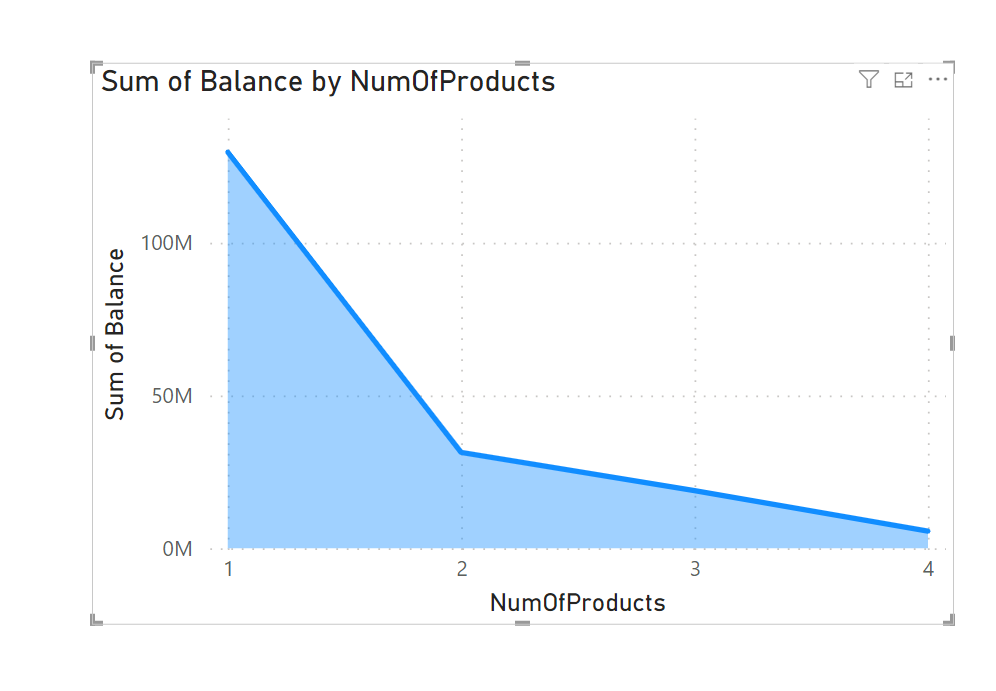 Sum of Balance by NumOfProducts
Sum of Balance
100M
50M
0M
1 2 3 4
NumOfProducts